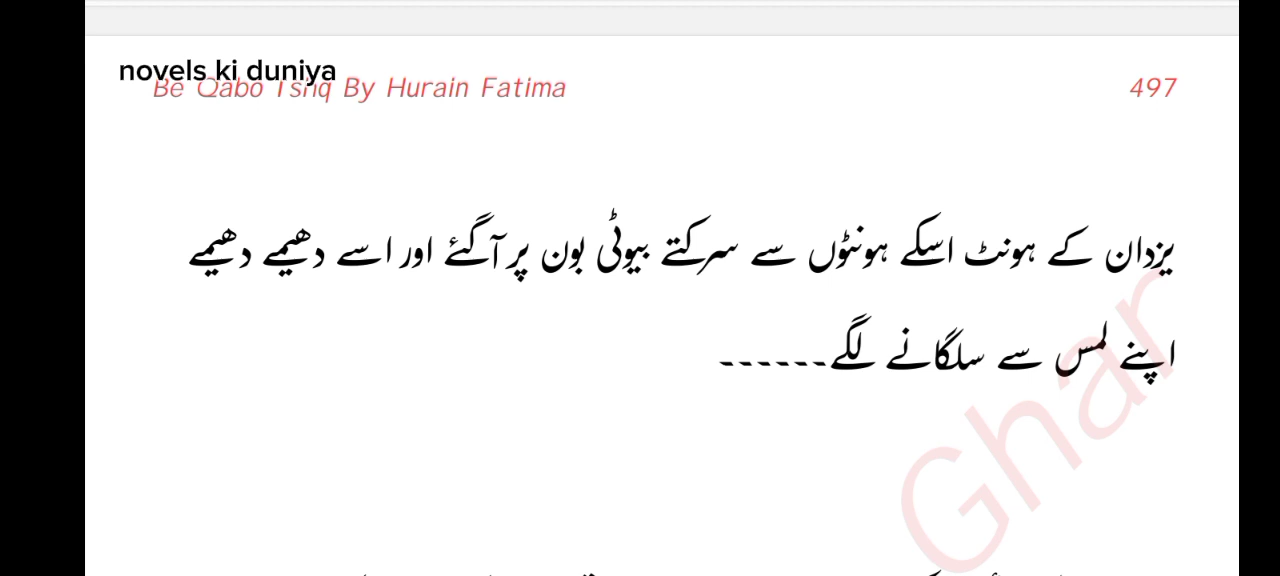 novels ki duniya
Be Qabo Ishq By Hurain Fatima 497
یزدان کے ہونٹ اسکے ہونٹوں سے سرکتے بیوٹی بون پر آگئے اور اسے دھیمے دھیمے
اپنے لمس سے سلگانے لگے۔۔۔۔۔۔
Ghar